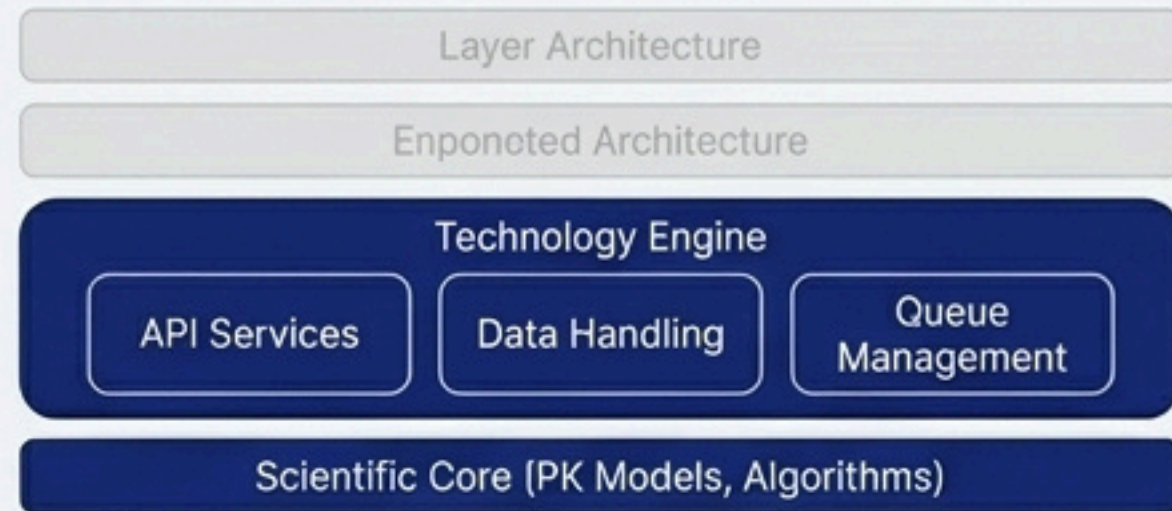 Layer Architecture
Enponcted Architecture
Technology Engine
API Services
Data Handling
Queue
Management
Scientific Core (PK Models, Algorithms)